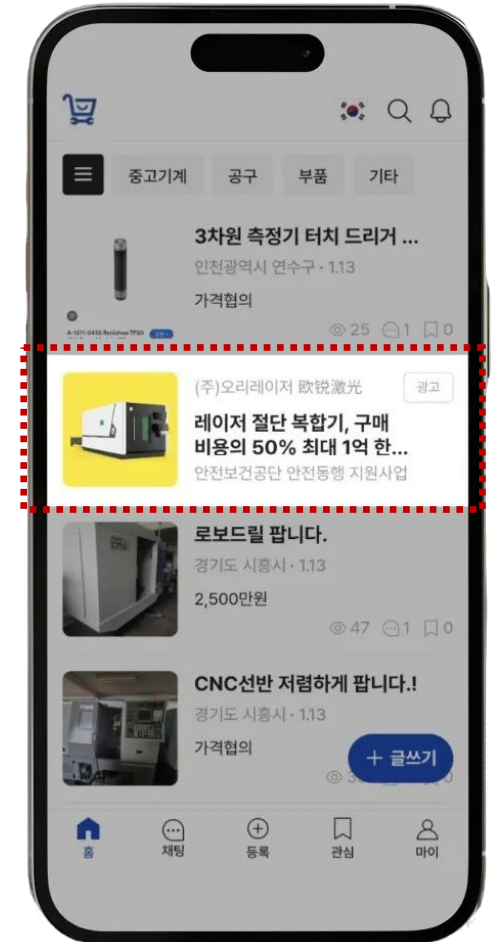 중고기계 공구 부품 기타
3차원 측정기 터치 드리거 ...
인천광역시 연수구 · 1.13
가격협의
25 1 0
(주)오리레이저 欧锐激光 광고
레이저 절단 복합기, 구매
비용의 50% 최대 1억 한...
안전보건공단 안전동행 지원사업
로보드릴 팝니다.
경기도 시흥시 · 1.13
2,500만원
47 1 0
CNC선반 저렴하게 팝니다.!
경기도 시흥시 · 1.13
가격협의
+ 글쓰기
홈 채팅 등록 관심 마이